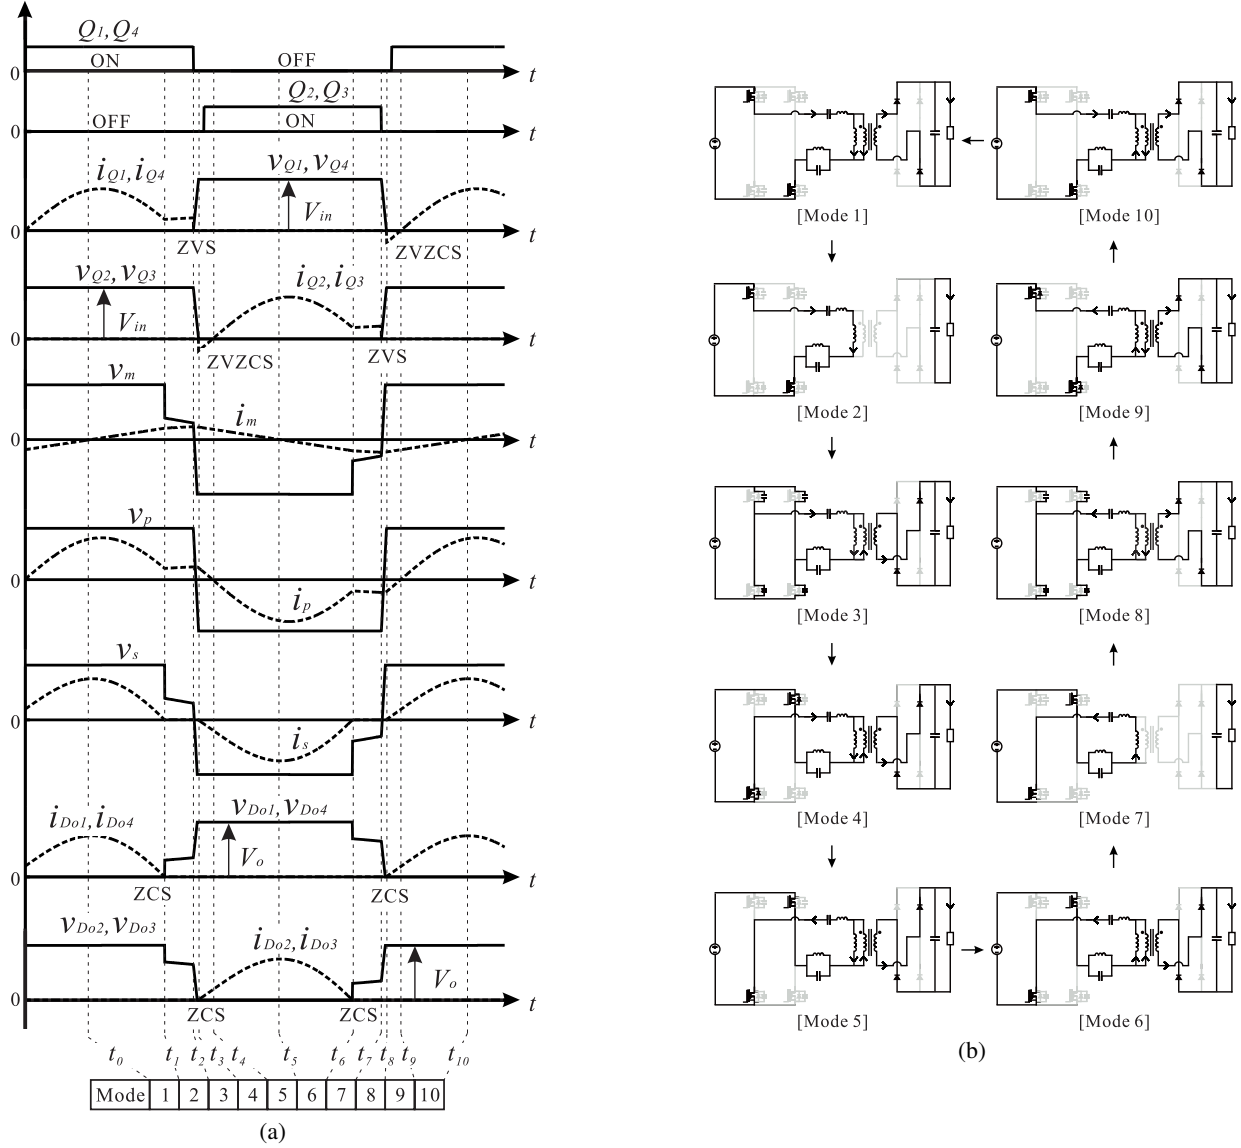 Q1,Q4
ON
OFF
0
t
Q2,Q3
OFF
ON
0
t
iQ1,iQ4
vQ1,vQ4
Vin
0
t
ZVS
ZVZCS
vQ2,vQ3
iQ2,iQ3
Vin
0
t
ZVZCS
ZVS
vm
im
0
t
vp
ip
0
t
vs
is
0
t
iDo1,iDo4
vDo1,vDo4
Vo
0
t
ZCS
ZCS
vDo2,vDo3
iDo2,iDo3
Vo
0
t
ZCS
ZCS
t0 t1 t2 t3 t4 t5 t6 t7 t8 t9 t10
Mode 1 2 3 4 5 6 7 8 9 10
(a)
[Mode 1]
[Mode 10]
[Mode 2]
[Mode 9]
[Mode 3]
[Mode 8]
[Mode 4]
[Mode 7]
[Mode 5]
[Mode 6]
(b)